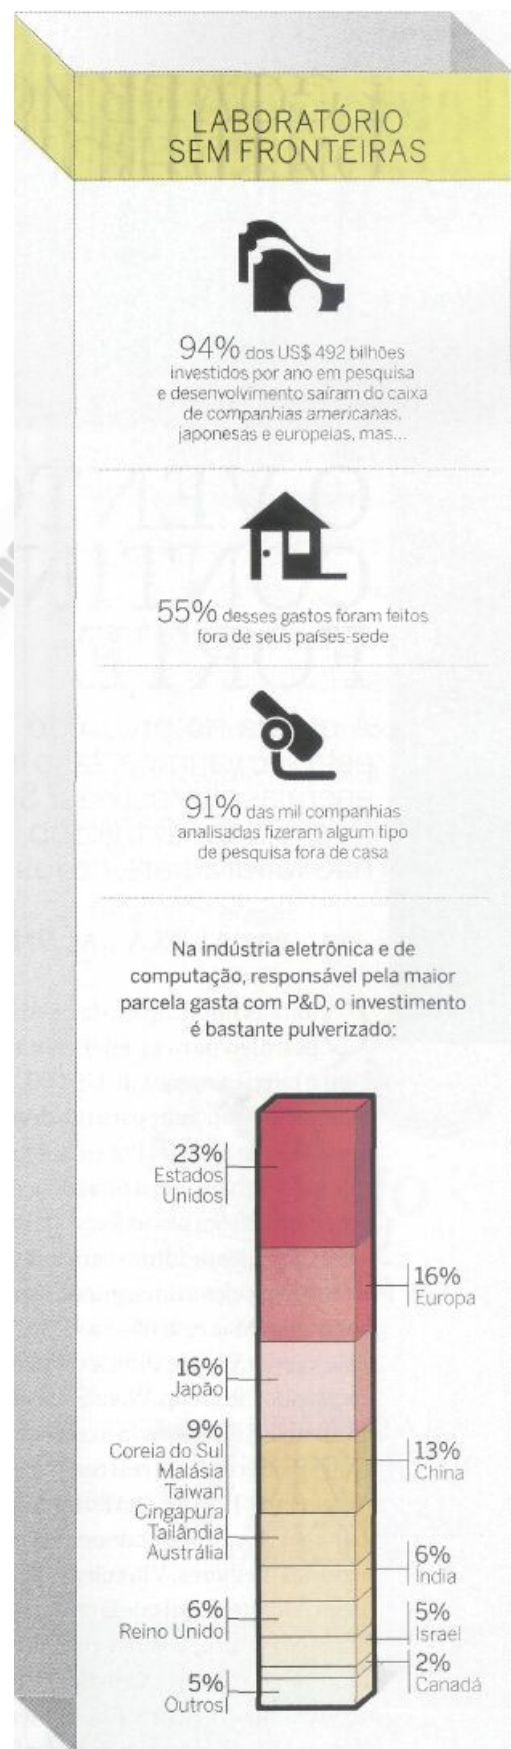 LABORATÓRIO
SEM FRONTEIRAS
94% dos US$ 492 bilhões
investidos por ano em pesquisa
e desenvolvimento saíram do caixa
de companhias americanas,
japonesas e europeias, mas...
55% desses gastos foram feitos
fora de seus países-sede
91% das mil companhias
analisadas fizeram algum tipo
de pesquisa fora de casa
Na indústria eletrônica e de
computação, responsável pela maior
parcela gasta com P&D, o investimento
é bastante pulverizado:
23%
Estados
Unidos
16%
Europa
16%
Japão
9%
Coreia do Sul
Malásia
Taiwan
Cingapura
Tailândia
Austrália
13%
China
6%
Índia
6%
Reino Unido
5%
Israel
2%
Canadá
5%
Outros